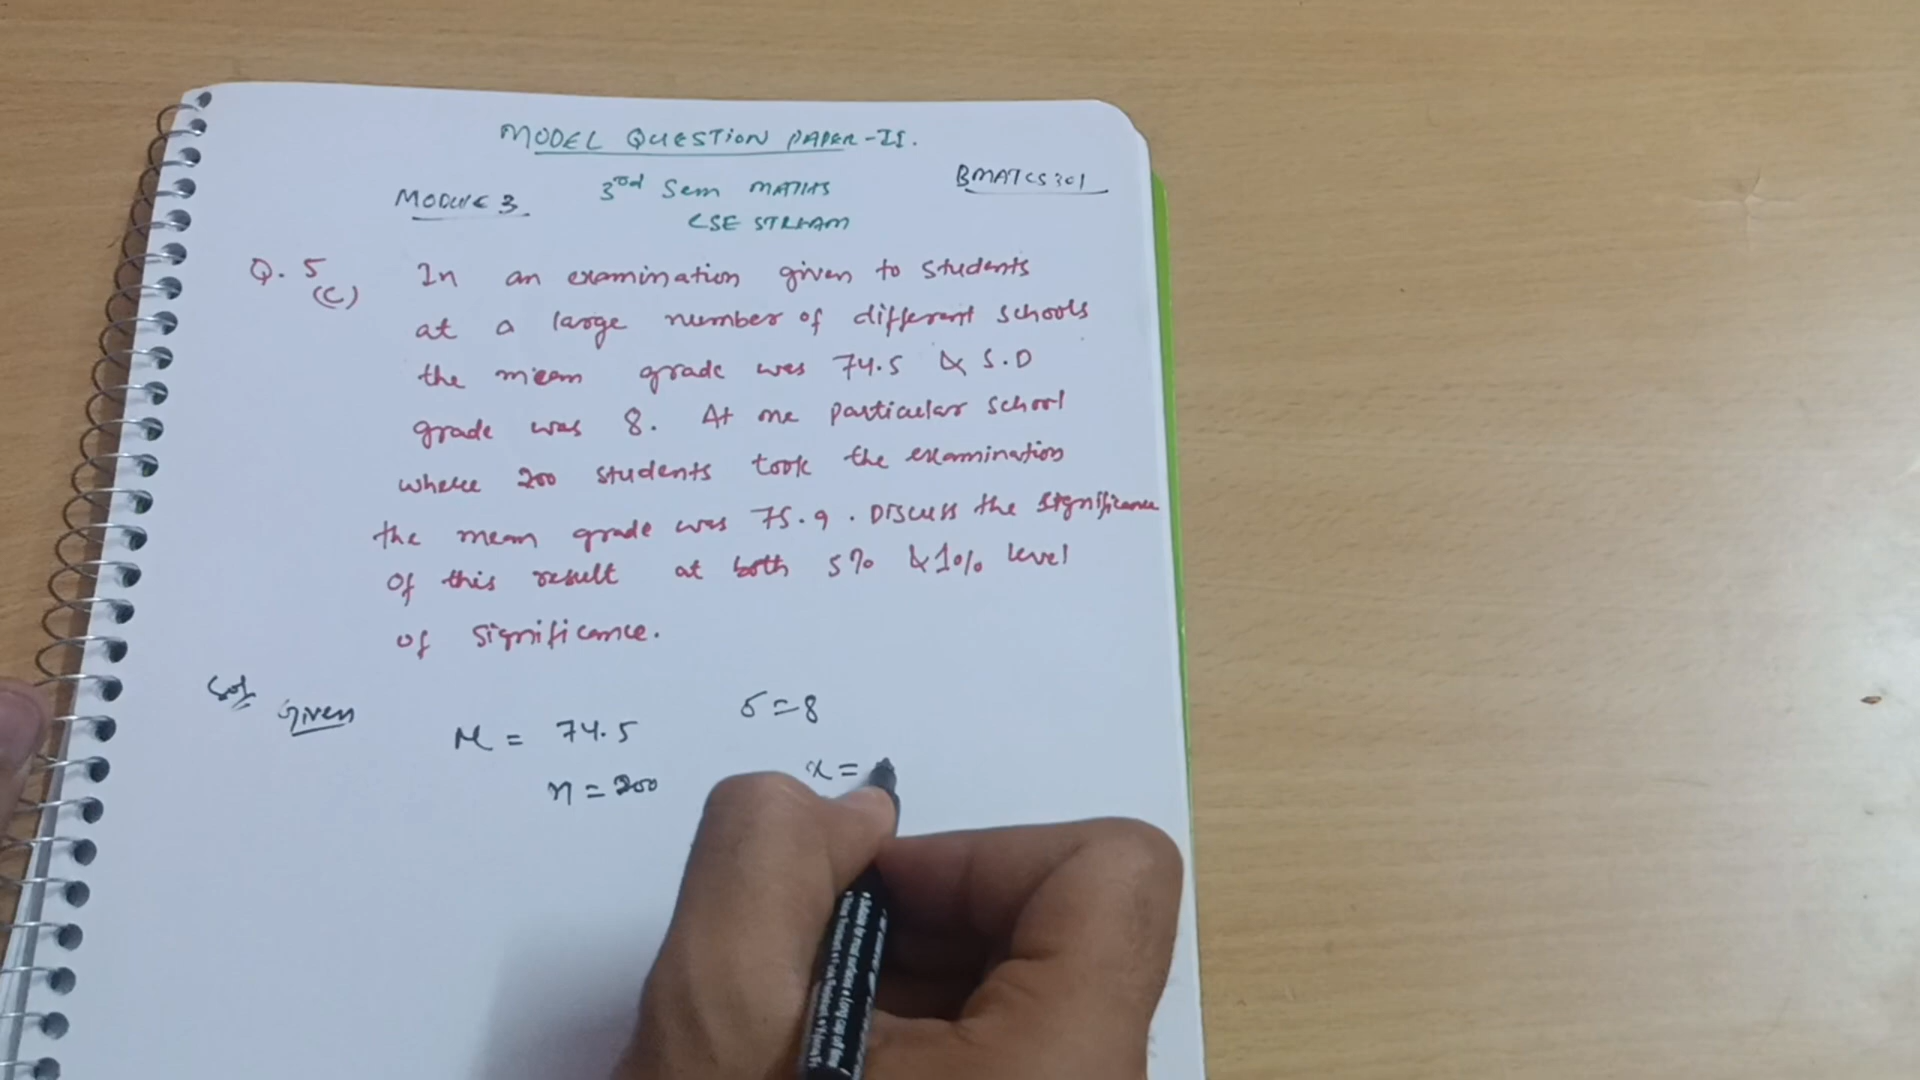 MODEL QUESTION PAPER-II.
MODULE 3
3rd Sem MATHS
BMATCS301
CSE STREAM
Q. 5 (C) In an examination given to students
at a large number of different schools
the mean grade was 74.5 & S.D
grade was 8. At one particular school
where 200 students took the examination
the mean grade was 75.9. Discuss the significance
of this result at both 5% & 1% level
of significance.
Sol Given
μ = 74.5 σ=8
n = 200 x =